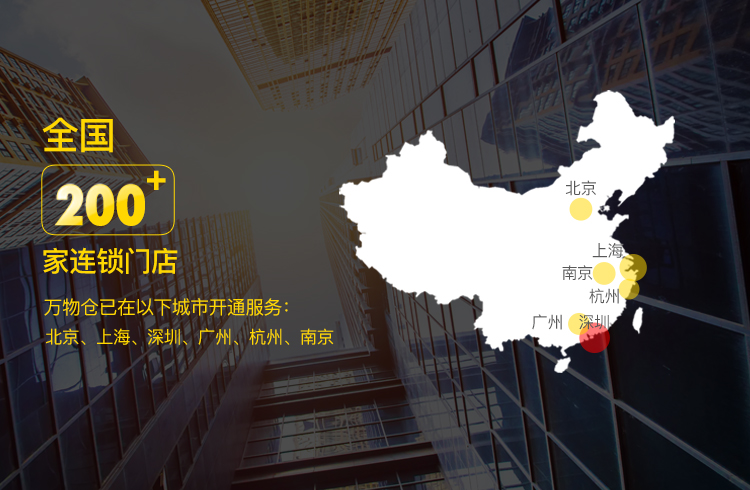 全国
200+
家连锁门店
万物仓已在以下城市开通服务：
北京、上海、深圳、广州、杭州、南京
北京
上海
南京
杭州
广州
深圳